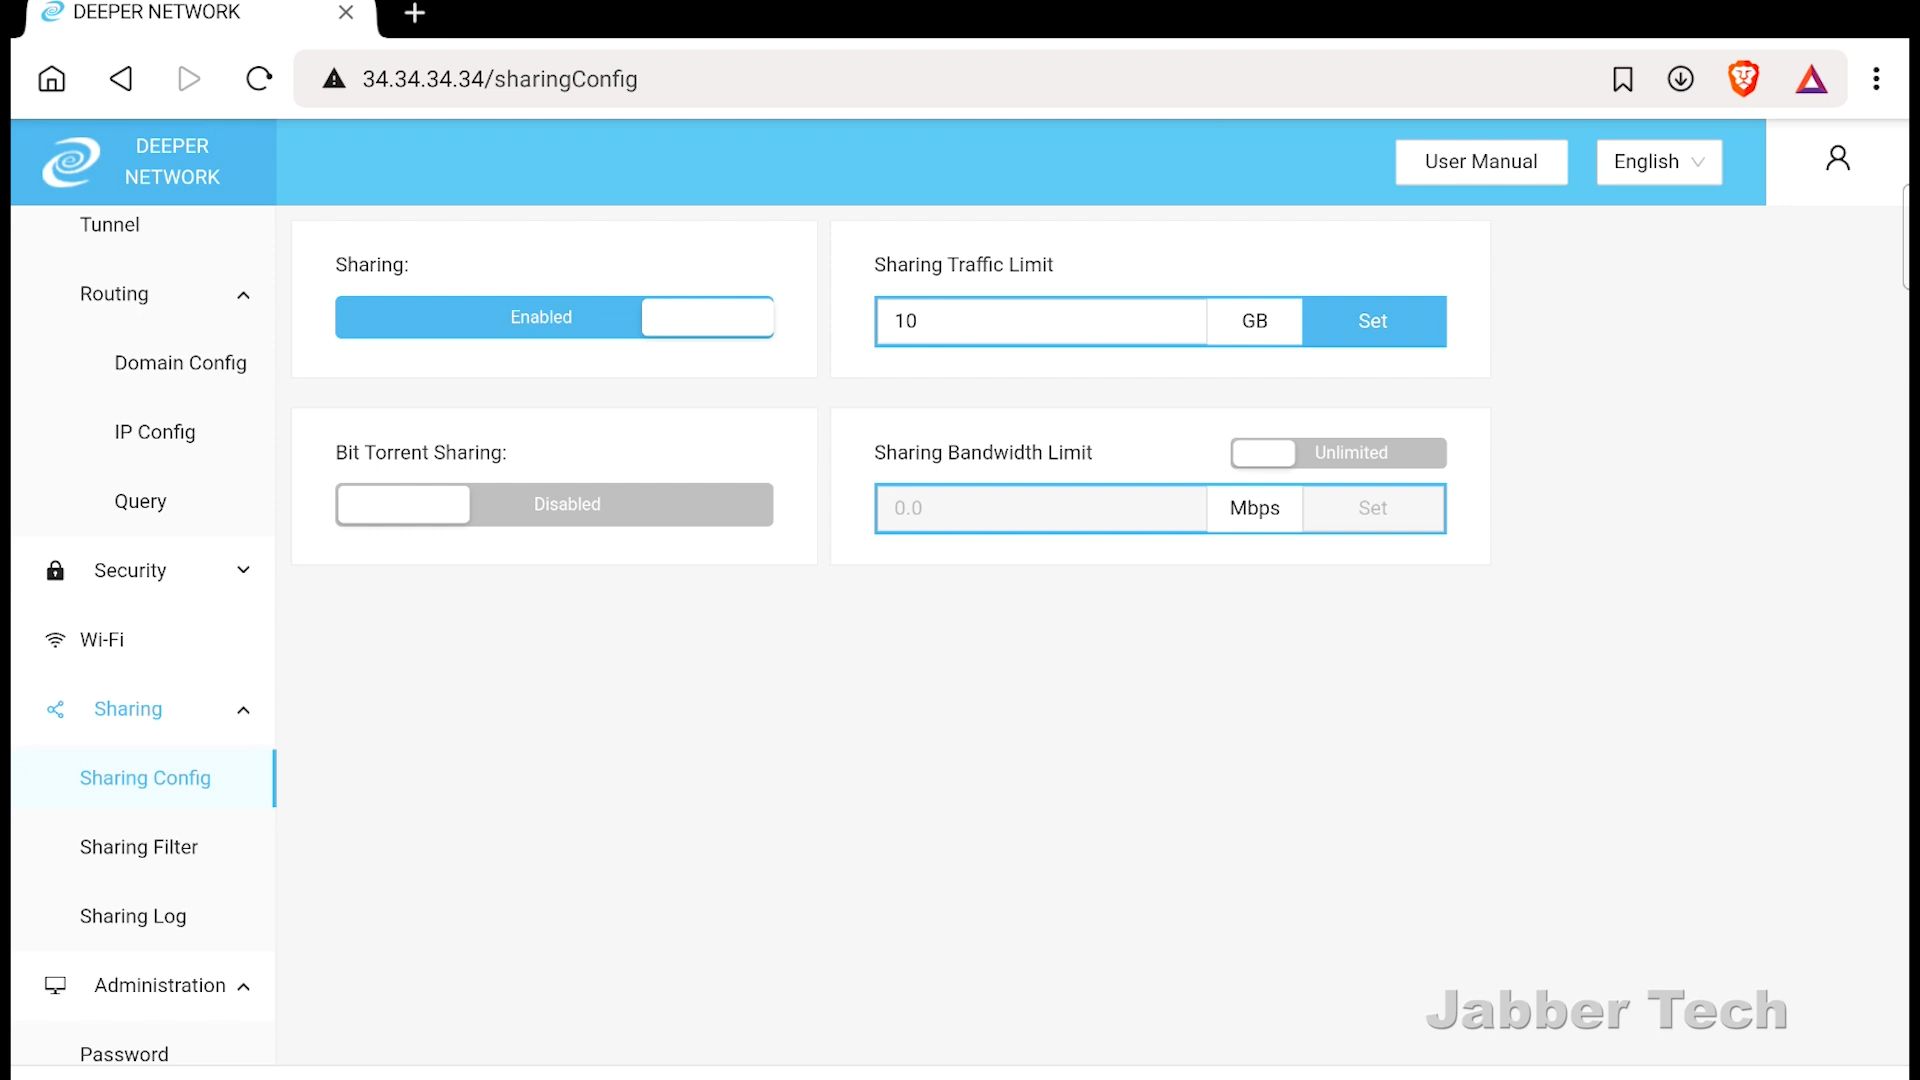 DEEPER NETWORK
34.34.34.34/sharingConfig
DEEPER
NETWORK
User Manual
English
Tunnel
Routing
Domain Config
IP Config
Query
Security
Wi-Fi
Sharing
Sharing Config
Sharing Filter
Sharing Log
Administration
Password
Sharing:
Enabled
Sharing Traffic Limit
10 GB Set
Bit Torrent Sharing:
Disabled
Sharing Bandwidth Limit Unlimited
0.0 Mbps Set
Jabber Tech